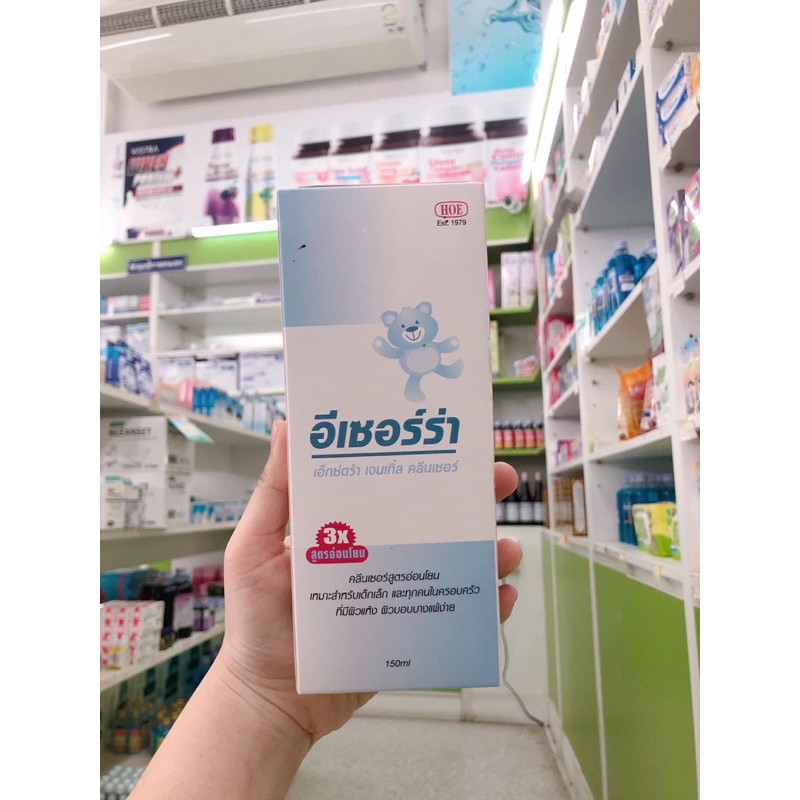 HOE
Est. 1979
อีเซอร์ร่า
เอ็กซ์ตร้า เจนเทิ้ล คลีนเซอร์
3x
สูตรอ่อนโยน
คลีนเซอร์สูตรอ่อนโยน
เหมาะสำหรับเด็กเล็ก และทุกคนในครอบครัว
ที่มีผิวแห้ง ผิวบอบบางแพ้ง่าย
150ml